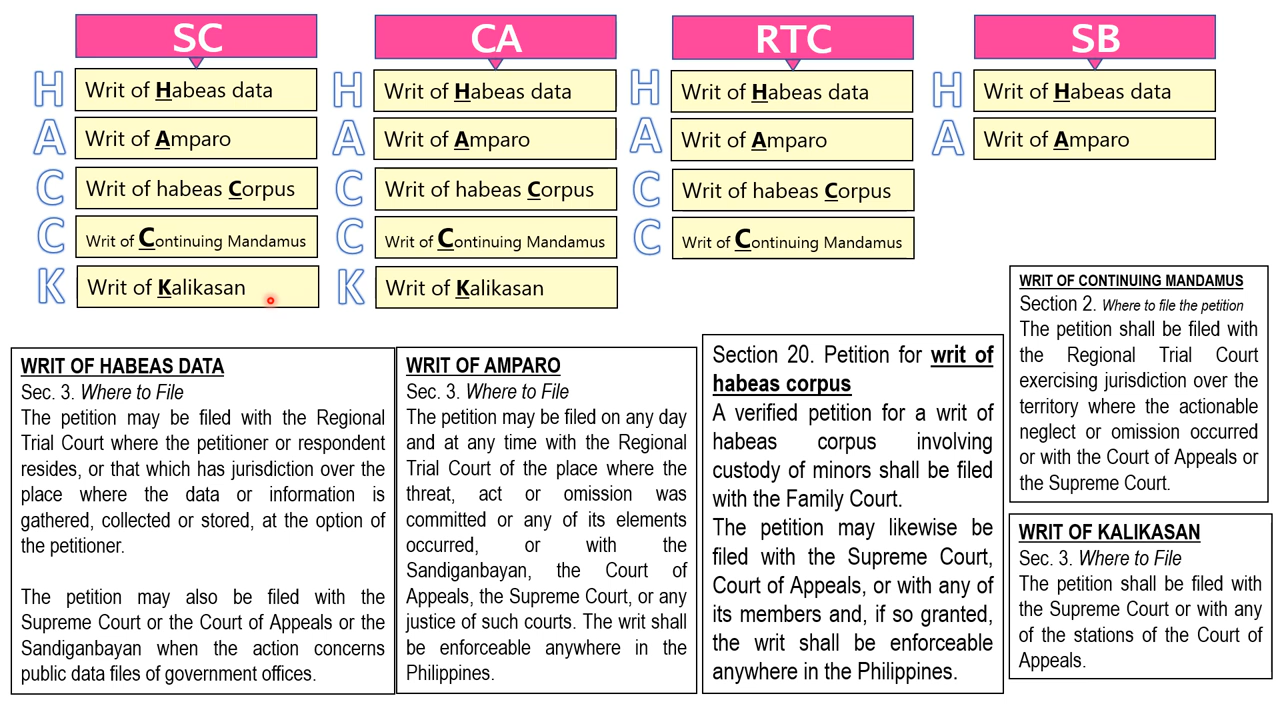 SC
H
Writ of Habeas data
A
Writ of Amparo
C
Writ of habeas Corpus
C
Writ of Continuing Mandamus
K
Writ of Kalikasan
CA
H
Writ of Habeas data
A
Writ of Amparo
C
Writ of habeas Corpus
C
Writ of Continuing Mandamus
K
Writ of Kalikasan
RTC
H
Writ of Habeas data
A
Writ of Amparo
C
Writ of habeas Corpus
C
Writ of Continuing Mandamus
SB
H
Writ of Habeas data
A
Writ of Amparo
WRIT OF HABEAS DATA
Sec. 3. Where to File
The petition may be filed with the Regional
Trial Court where the petitioner or respondent
resides, or that which has jurisdiction over the
place where the data or information is
gathered, collected or stored, at the option of
the petitioner.
The petition may also be filed with the
Supreme Court or the Court of Appeals or the
Sandiganbayan when the action concerns
public data files of government offices.
WRIT OF AMPARO
Sec. 3. Where to File
The petition may be filed on any day
and at any time with the Regional
Trial Court of the place where the
threat, act or omission was
committed or any of its elements
occurred, or with the
Sandiganbayan, the Court of
Appeals, the Supreme Court, or any
justice of such courts. The writ shall
be enforceable anywhere in the
Philippines.
Section 20. Petition for writ of
habeas corpus
A verified petition for a writ of
habeas corpus involving
custody of minors shall be filed
with the Family Court.
The petition may likewise be
filed with the Supreme Court,
Court of Appeals, or with any of
its members and, if so granted,
the writ shall be enforceable
anywhere in the Philippines.
WRIT OF CONTINUING MANDAMUS
Section 2. Where to file the petition
The petition shall be filed with
the Regional Trial Court
exercising jurisdiction over the
territory where the actionable
neglect or omission occurred
or with the Court of Appeals or
the Supreme Court.
WRIT OF KALIKASAN
Sec. 3. Where to File
The petition shall be filed with
the Supreme Court or with any
of the stations of the Court of
Appeals.